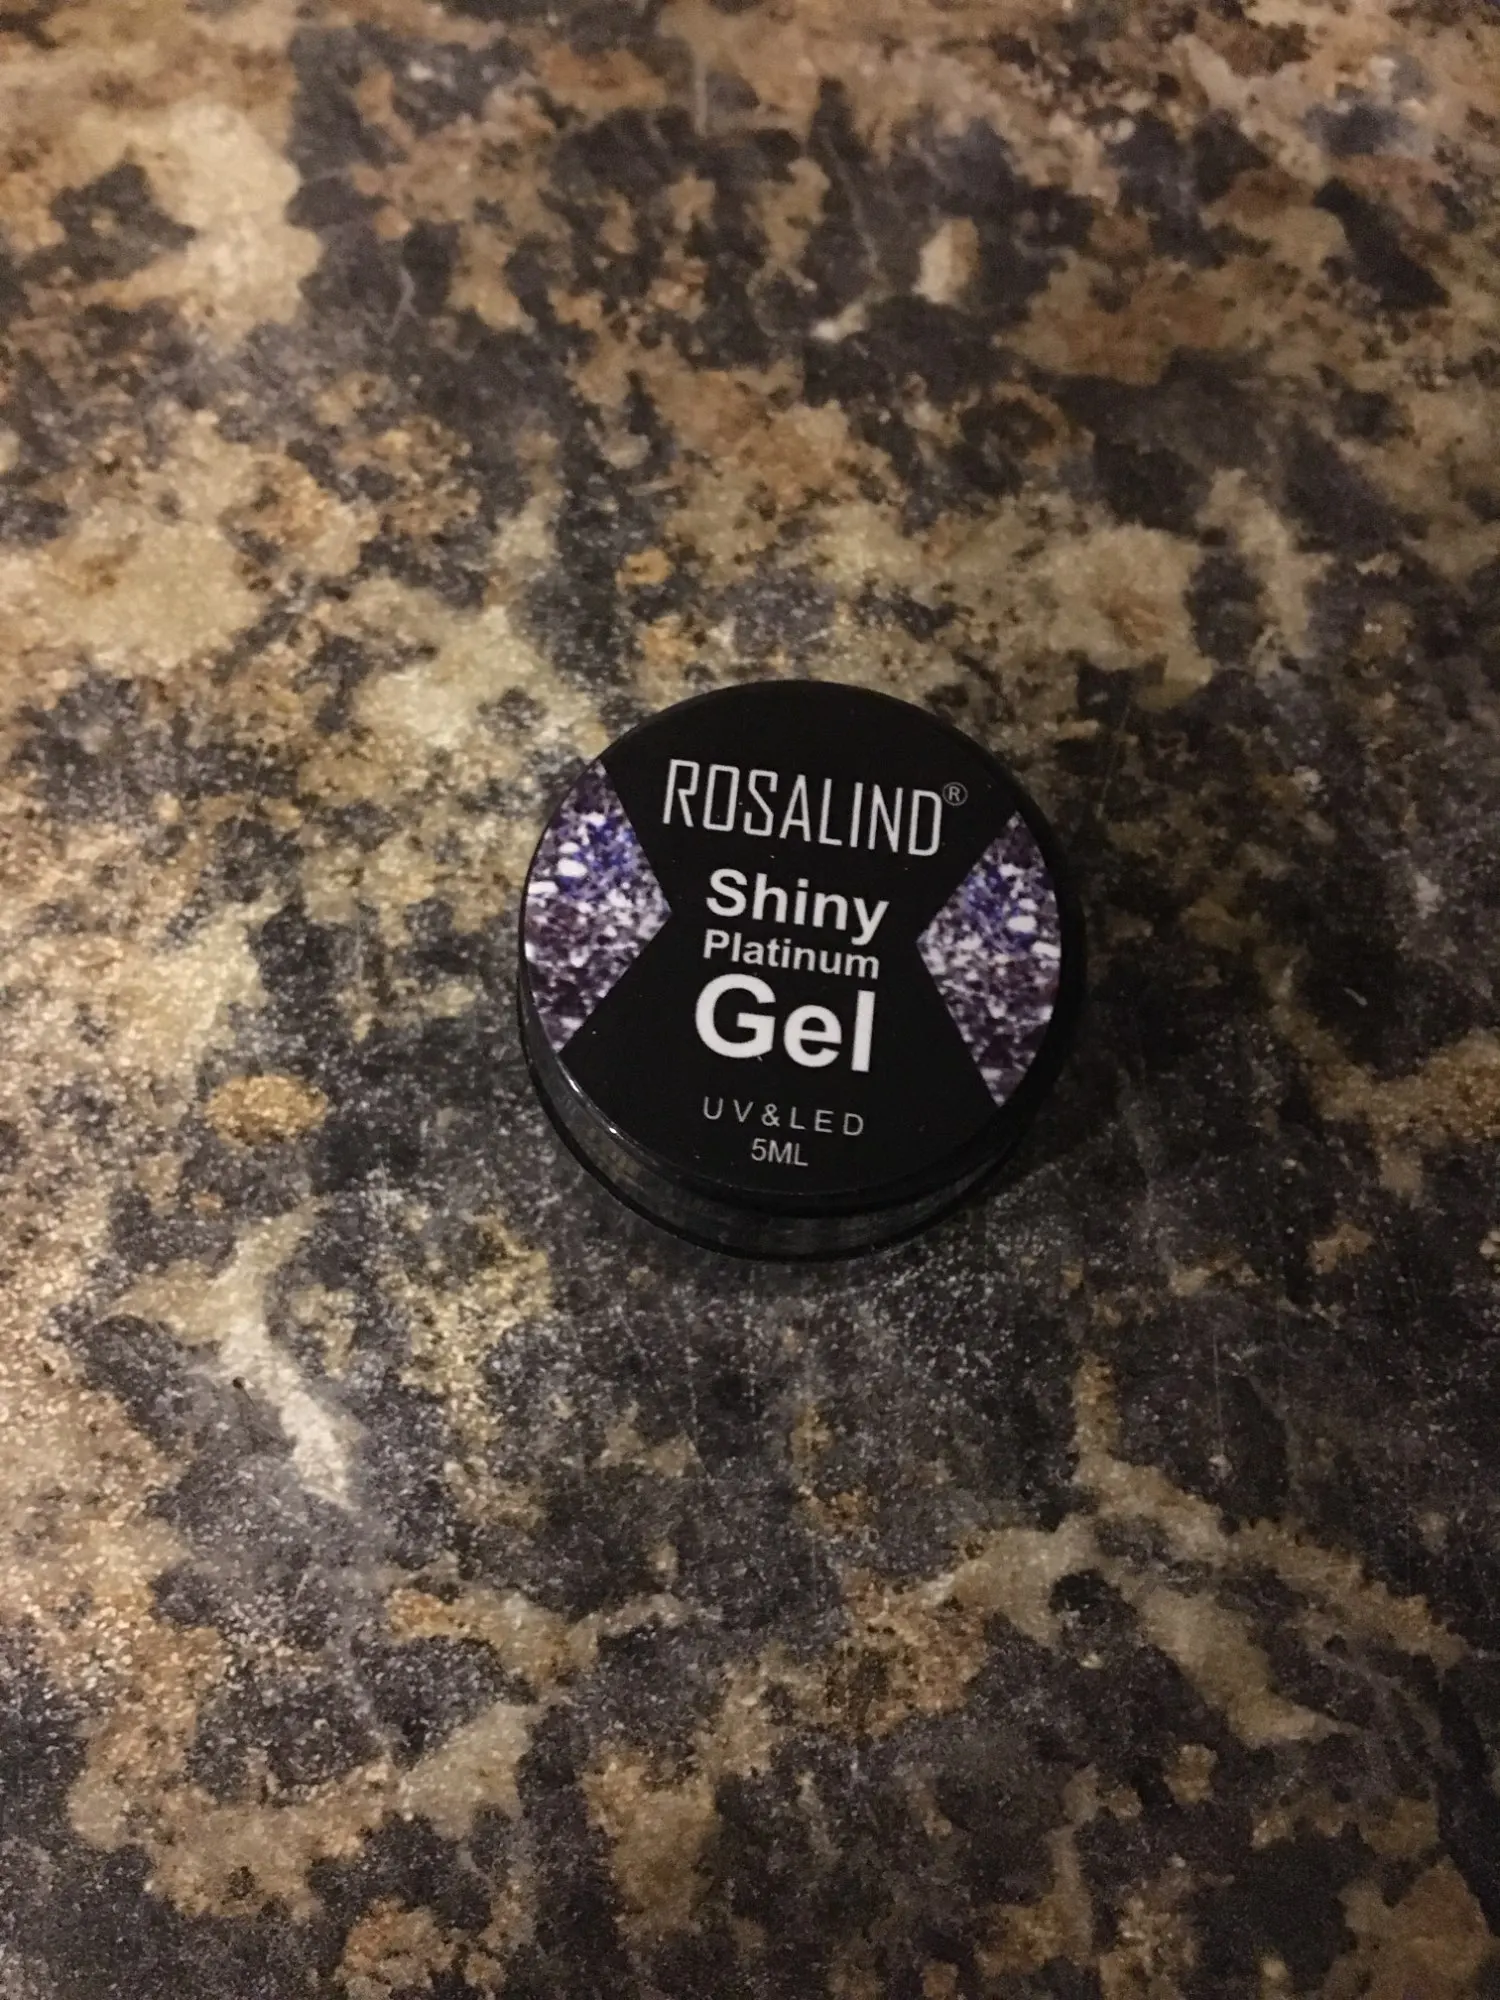 ROSALIND®
Shiny
Platinum
Gel
UV&LED
5ML